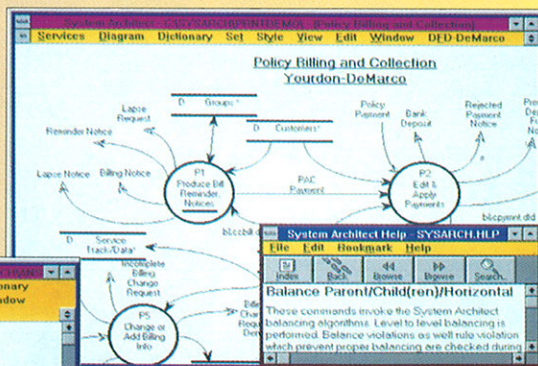 System Architect - C:\SYSARCH\PRNTDEMO\ - [Policy Billing and Collection]
Services Diagram Dictionary Set Style View Edit Window DFD-DeMarco
Policy Billing and Collection
Yourdon-DeMarco
D Groups*
Lapse
Request
D Customers*
Policy
Payment
Bank
Deposit
Rejected
Payment
Notice
Reminder Notice
Lapse Notice
Billing Notice
P1
Produce Bill
Reminder,
Notices
PAC
Payment
P2
Edit &
Apply
Payments
D Service
Track/Data*
Incomplete
Billing
Change
Request
P5
Change or
Add Billing
Info
System Architect Help - SYSARCH.HLP
File Edit Bookmark Help
Index Back Browse Browse Search
Balance Parent/Child(ren)/Horizontal
These commands invoke the System Architect
balancing algorithms. Level to level balancing is
performed. Balance violations as well rule violation
which prevent proper balancing are checked during